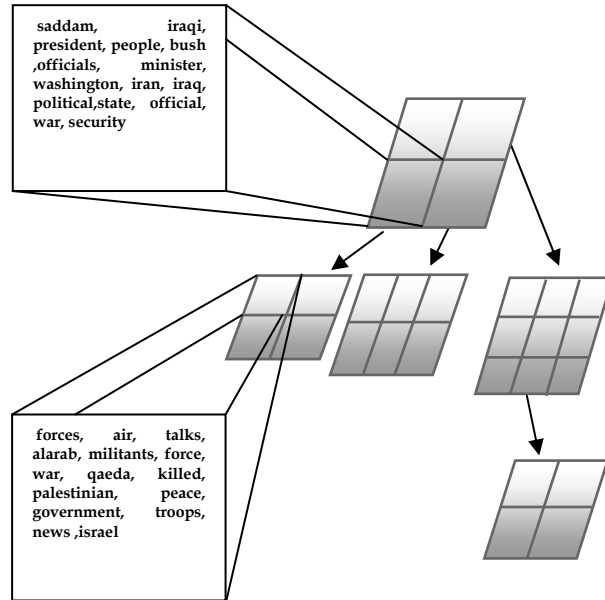 saddam, iraqi,
president, people, bush
,officials, minister,
washington, iran, iraq,
political,state, official,
war, security
forces, air, talks,
alarab, militants, force,
war, qaeda, killed,
palestinian, peace,
government, troops,
news ,israel